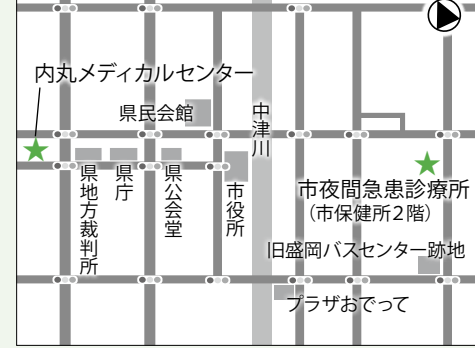 内丸メディカルセンター
県民会館
中津川
県地方裁判所
県庁
県公会堂
市役所
市夜間急患診療所
（市保健所2階）
旧盛岡バスセンター跡地
プラザおでって